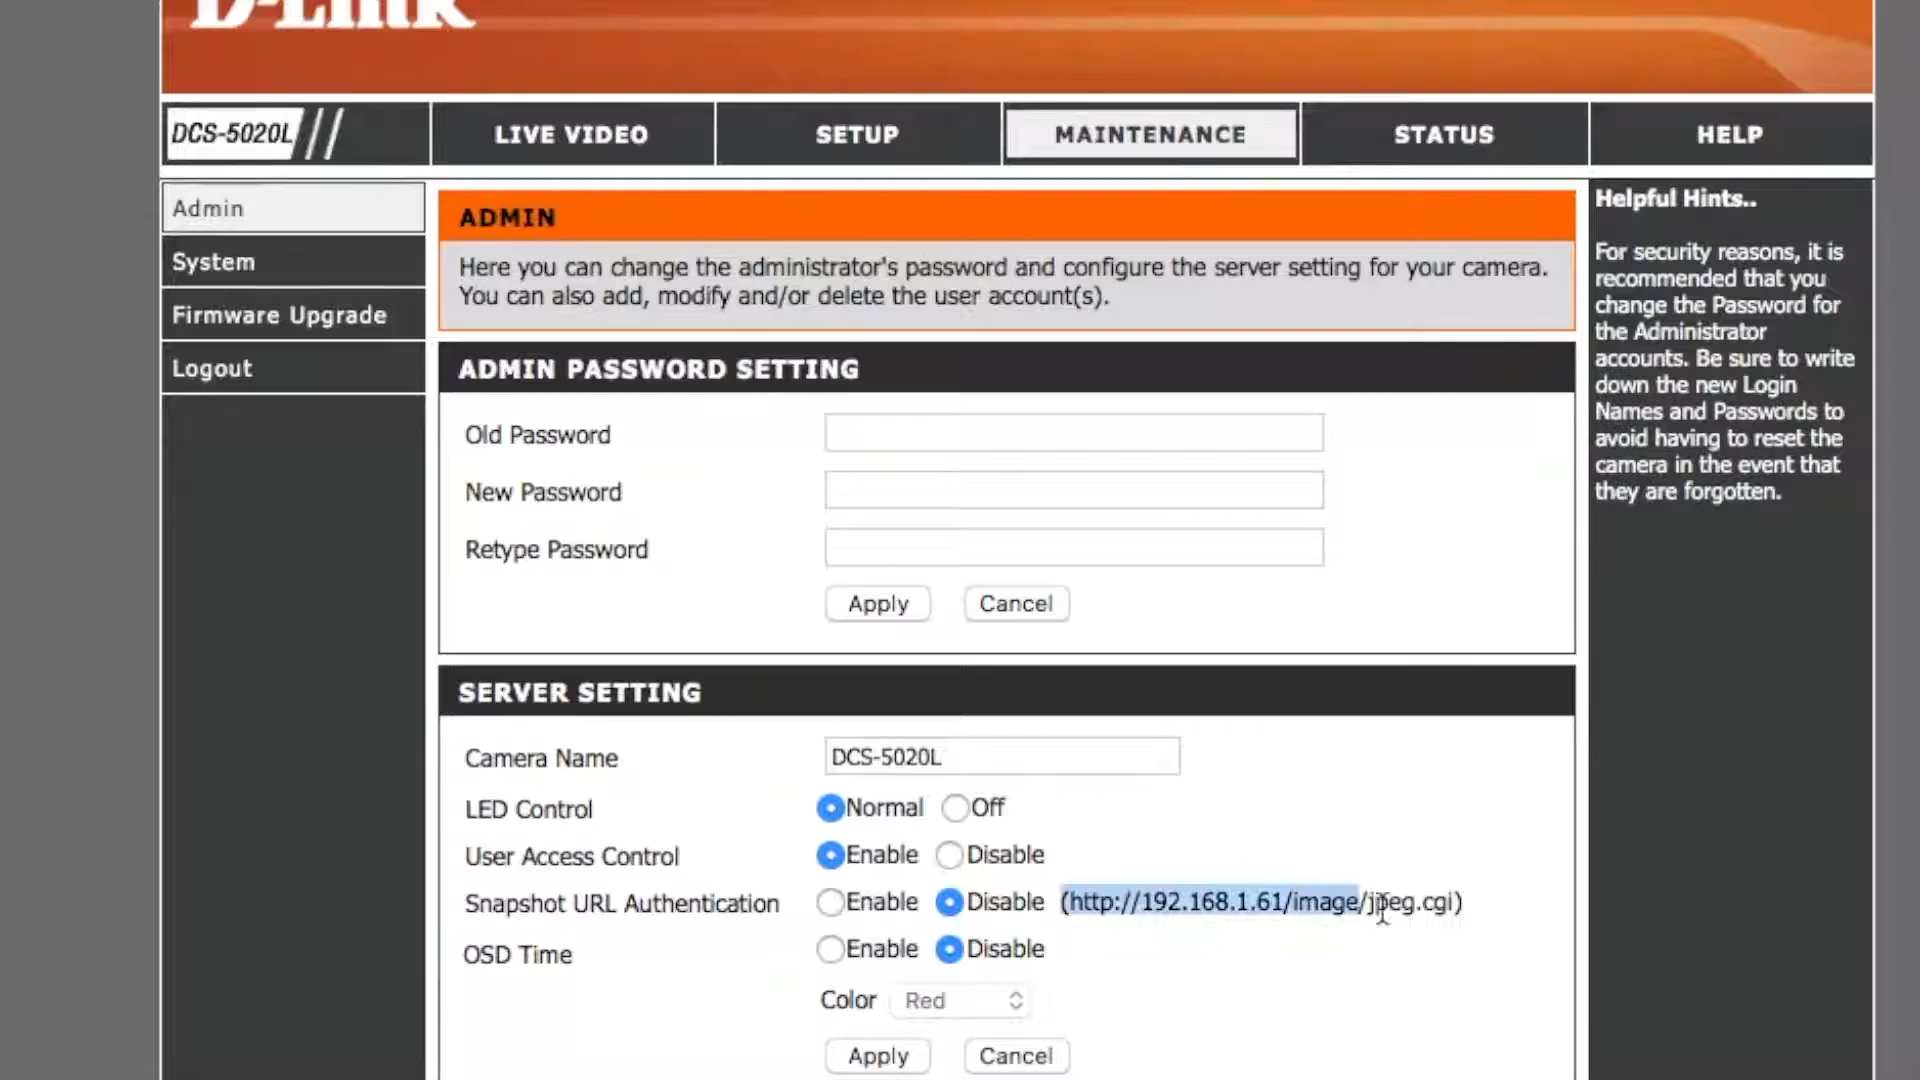 D-Link
DCS-5020L
LIVE VIDEO
SETUP
MAINTENANCE
STATUS
HELP
Admin
System
Firmware Upgrade
Logout
ADMIN
Here you can change the administrator's password and configure the server setting for your camera.
You can also add, modify and/or delete the user account(s).
ADMIN PASSWORD SETTING
Old Password
New Password
Retype Password
Apply Cancel
SERVER SETTING
Camera Name DCS-5020L
LED Control Normal Off
User Access Control Enable Disable
Snapshot URL Authentication Enable Disable (http://192.168.1.61/image/jpeg.cgi)
OSD Time Enable Disable
Color Red
Apply Cancel
Helpful Hints..
For security reasons, it is
recommended that you
change the Password for
the Administrator
accounts. Be sure to write
down the new Login
Names and Passwords to
avoid having to reset the
camera in the event that
they are forgotten.